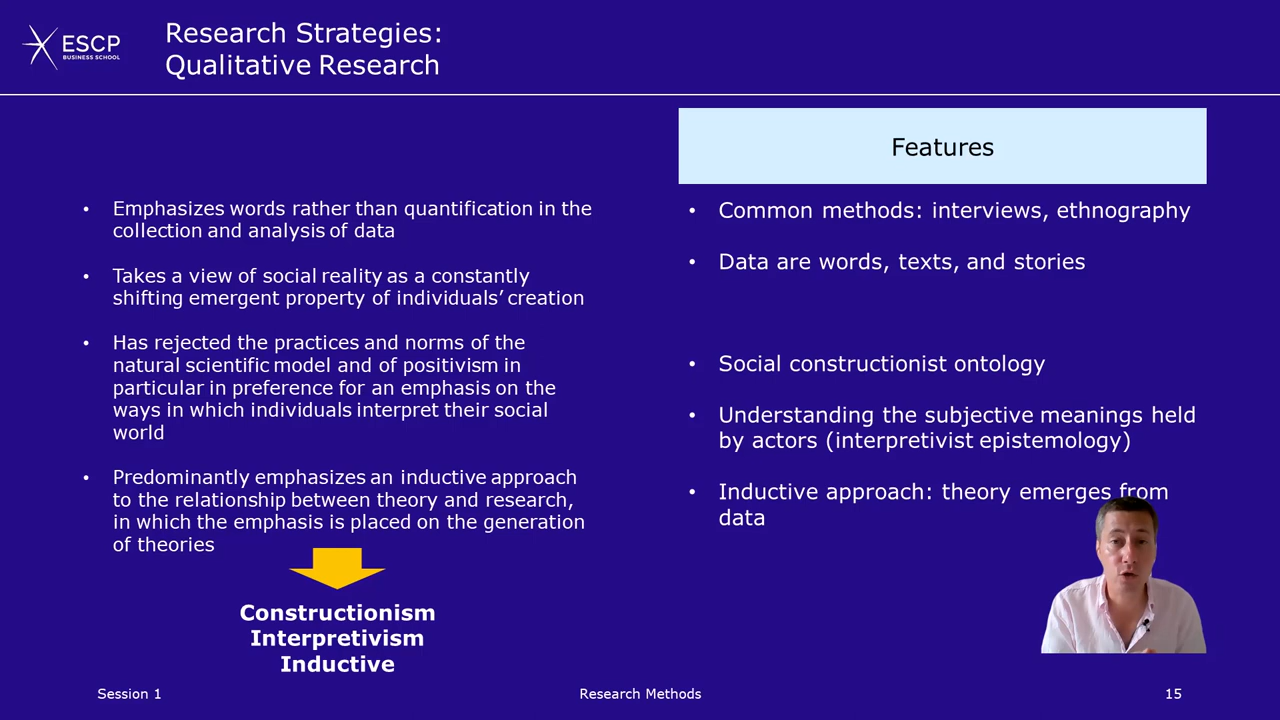 ESCP
BUSINESS SCHOOL
Research Strategies:
Qualitative Research
• Emphasizes words rather than quantification in the
collection and analysis of data
• Takes a view of social reality as a constantly
shifting emergent property of individuals’ creation
• Has rejected the practices and norms of the
natural scientific model and of positivism in
particular in preference for an emphasis on the
ways in which individuals interpret their social
world
• Predominantly emphasizes an inductive approach
to the relationship between theory and research,
in which the emphasis is placed on the generation
of theories
Constructionism
Interpretivism
Inductive
Features
• Common methods: interviews, ethnography
• Data are words, texts, and stories
• Social constructionist ontology
• Understanding the subjective meanings held
by actors (interpretivist epistemology)
• Inductive approach: theory emerges from
data
Session 1
Research Methods
15